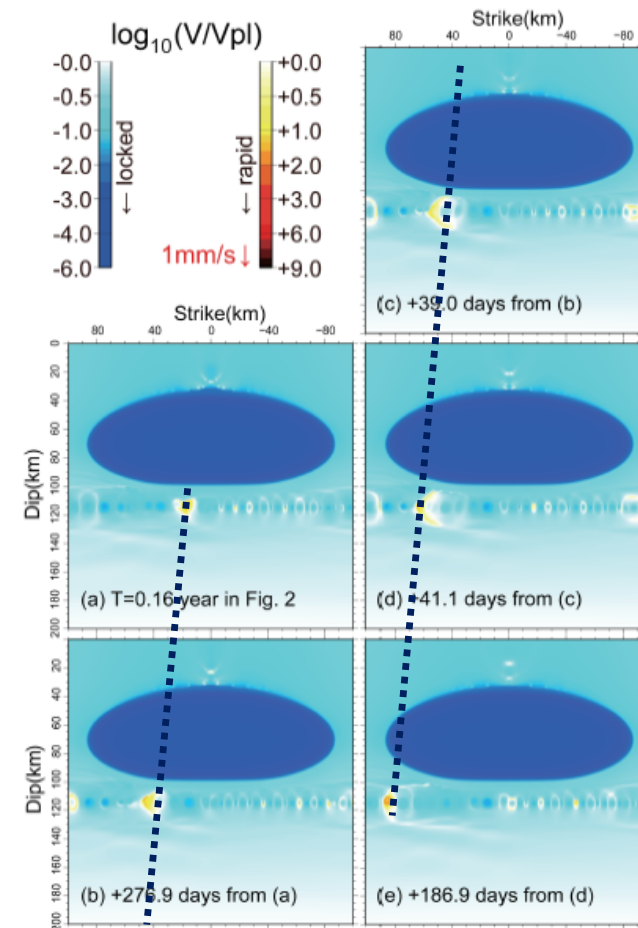 log10(V/Vpl)
-0.0
-0.5
-1.0
-2.0
-3.0
-4.0
-6.0
← locked
+0.0
+0.5
+1.0
+2.0
+3.0
+6.0
+9.0
← rapid
1mm/s↓
Strike(km)
80 40 0 -40 -80
(c) +39.0 days from (b)
Strike(km)
80 40 0 -40 -80
Dip(km)
0
20
40
60
80
100
120
140
160
180
200
(a) T=0.16 year in Fig. 2
(d) +41.1 days from (c)
Dip(km)
20
40
60
80
100
120
140
160
180
200
(b) +276.9 days from (a)
(e) +186.9 days from (d)